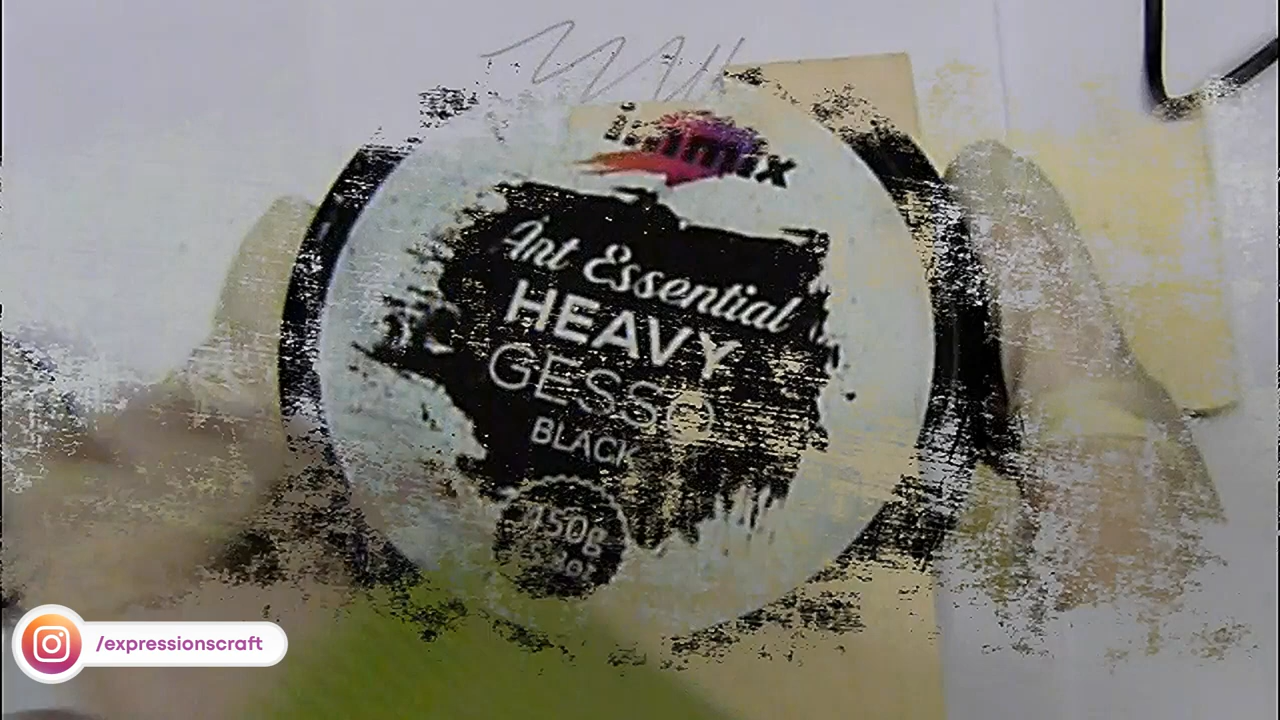 Art Essential
HEAVY
GESSO
BLACK
150g
/expressionscraft